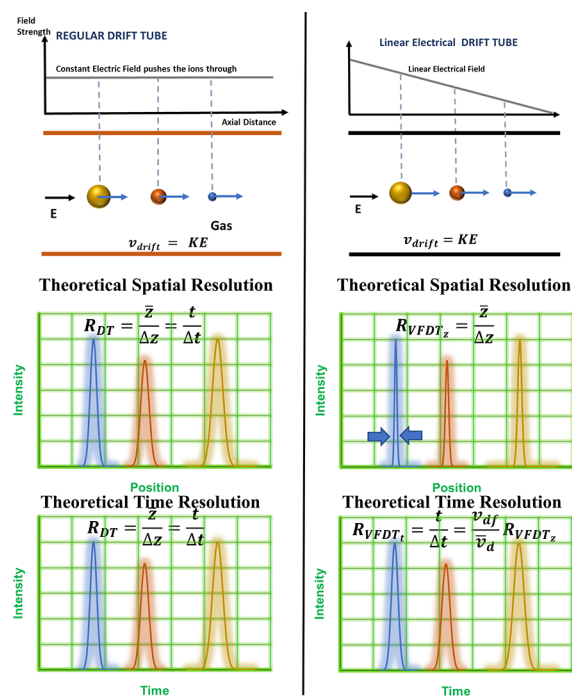 Field
Strength
REGULAR DRIFT TUBE
Constant Electric Field pushes the ions through
Axial Distance
E
Gas
v_drift = KE
Theoretical Spatial Resolution
R_DT = z̅/Δz = t/Δt
Intensity
Position
Theoretical Time Resolution
R_DT = z̅/Δz = t/Δt
Intensity
Time
Linear Electrical DRIFT TUBE
Linear Electrical Field
E
v_drift = KE
Theoretical Spatial Resolution
R_VFDT_z = z̅/Δz
Intensity
Position
Theoretical Time Resolution
R_VFDT_t = t/Δt = v_df/v̅_d R_VFDT_z
Intensity
Time